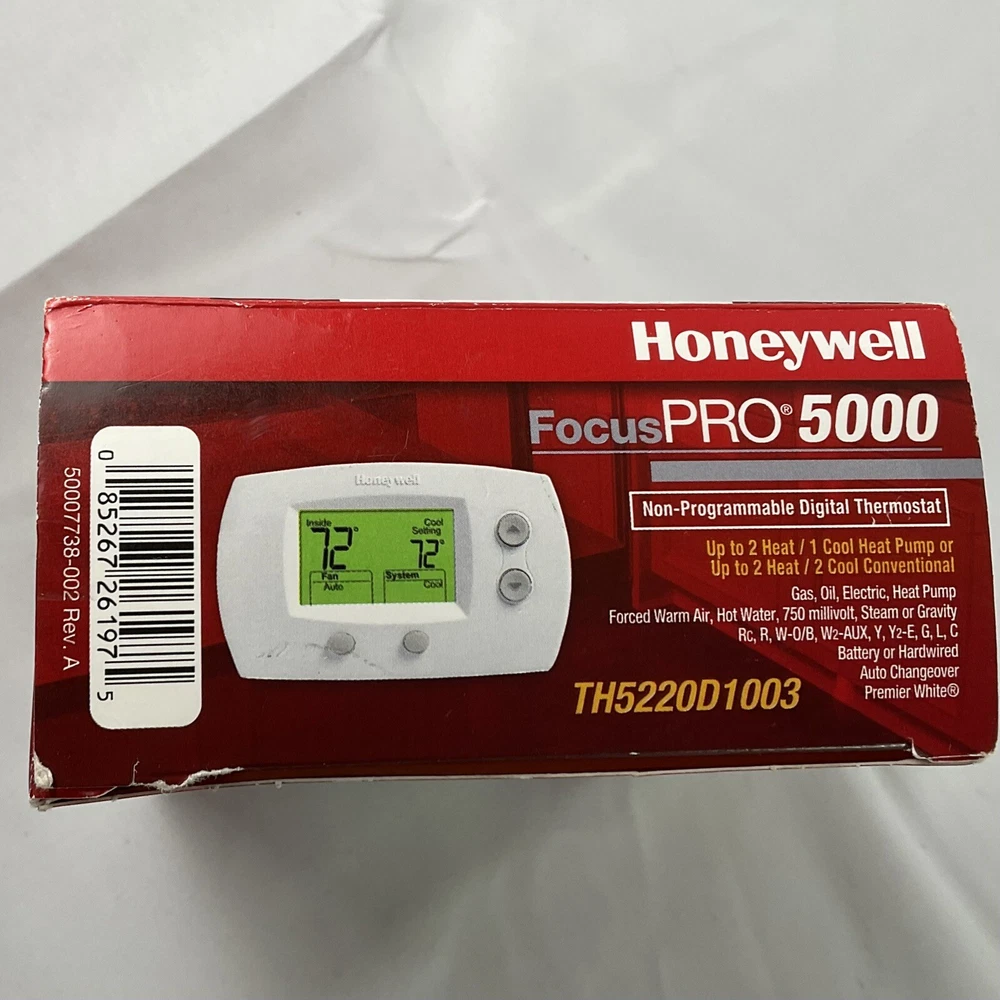 Honeywell
FocusPRO® 5000
Non-Programmable Digital Thermostat
Up to 2 Heat / 1 Cool Heat Pump or
Up to 2 Heat / 2 Cool Conventional
Gas, Oil, Electric, Heat Pump
Forced Warm Air, Hot Water, 750 millivolt, Steam or Gravity
RC, R, W-O/B, W2-AUX, Y, Y2-E, G, L, C
Battery or Hardwired
Auto Changeover
Premier White®
TH5220D1003
Honeywell
Inside
72°
Cool
Setting
72°
Fan
Auto
System
Cool
0 85267 26197 5
50007738-002 Rev. A